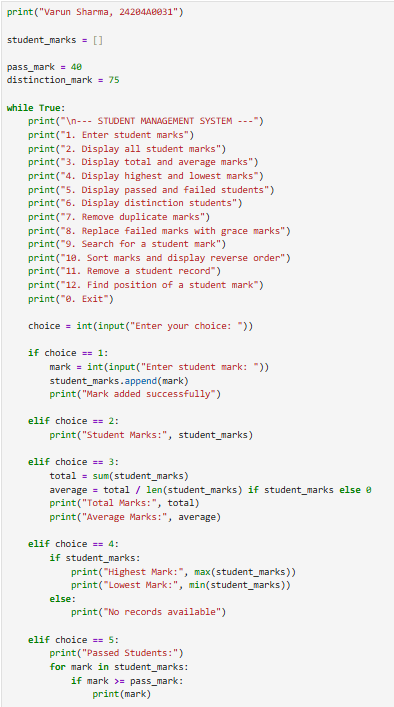 print("Varun Sharma, 24204A0031")
student_marks = []
pass_mark = 40
distinction_mark = 75
while True:
    print("\n--- STUDENT MANAGEMENT SYSTEM ---")
    print("1. Enter student marks")
    print("2. Display all student marks")
    print("3. Display total and average marks")
    print("4. Display highest and lowest marks")
    print("5. Display passed and failed students")
    print("6. Display distinction students")
    print("7. Remove duplicate marks")
    print("8. Replace failed marks with grace marks")
    print("9. Search for a student mark")
    print("10. Sort marks and display reverse order")
    print("11. Remove a student record")
    print("12. Find position of a student mark")
    print("0. Exit")
    choice = int(input("Enter your choice: "))
    if choice == 1:
        mark = int(input("Enter student mark: "))
        student_marks.append(mark)
        print("Mark added successfully")
    elif choice == 2:
        print("Student Marks:", student_marks)
    elif choice == 3:
        total = sum(student_marks)
        average = total / len(student_marks) if student_marks else 0
        print("Total Marks:", total)
        print("Average Marks:", average)
    elif choice == 4:
        if student_marks:
            print("Highest Mark:", max(student_marks))
            print("Lowest Mark:", min(student_marks))
        else:
            print("No records available")
    elif choice == 5:
        print("Passed Students:")
        for mark in student_marks:
            if mark >= pass_mark:
                print(mark)